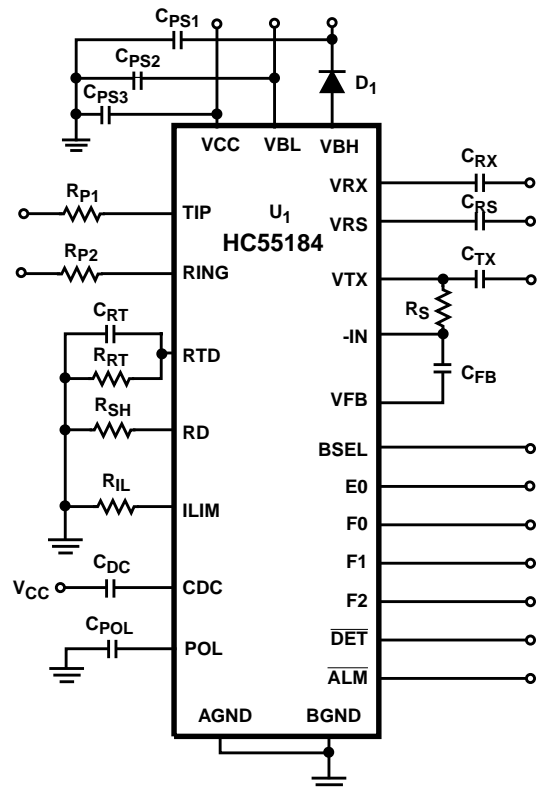 CPS1
CPS2
CPS3
D1
VCC VBL VBH
CRX
VRX
RP1
TIP
U1
HC55184
CRS
VRS
RP2
RING
CTX
VTX
RS
CRT
RTD
-IN
RRT
CFB
RSH
RD
VFB
BSEL
RIL
ILIM
E0
F0
CDC
VCC
CDC
F1
F2
CPOL
POL
DET
ALM
AGND BGND